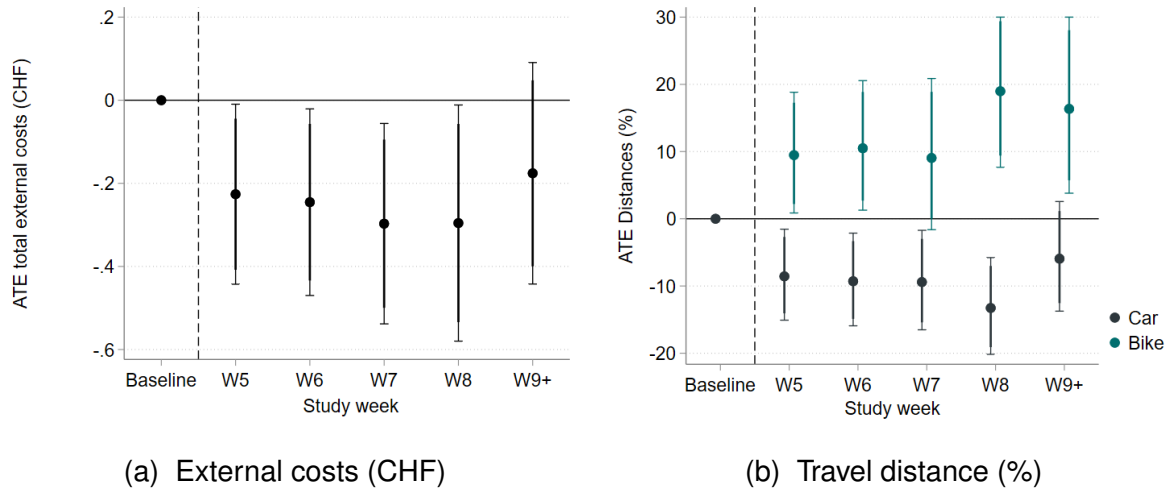 ATE total external costs (CHF)
.2
0
-.2
-.4
-.6
Baseline W5 W6 W7 W8 W9+
Study week
(a) External costs (CHF)
ATE Distances (%)
30
20
10
0
-10
-20
Baseline W5 W6 W7 W8 W9+
Study week
Car
Bike
(b) Travel distance (%)